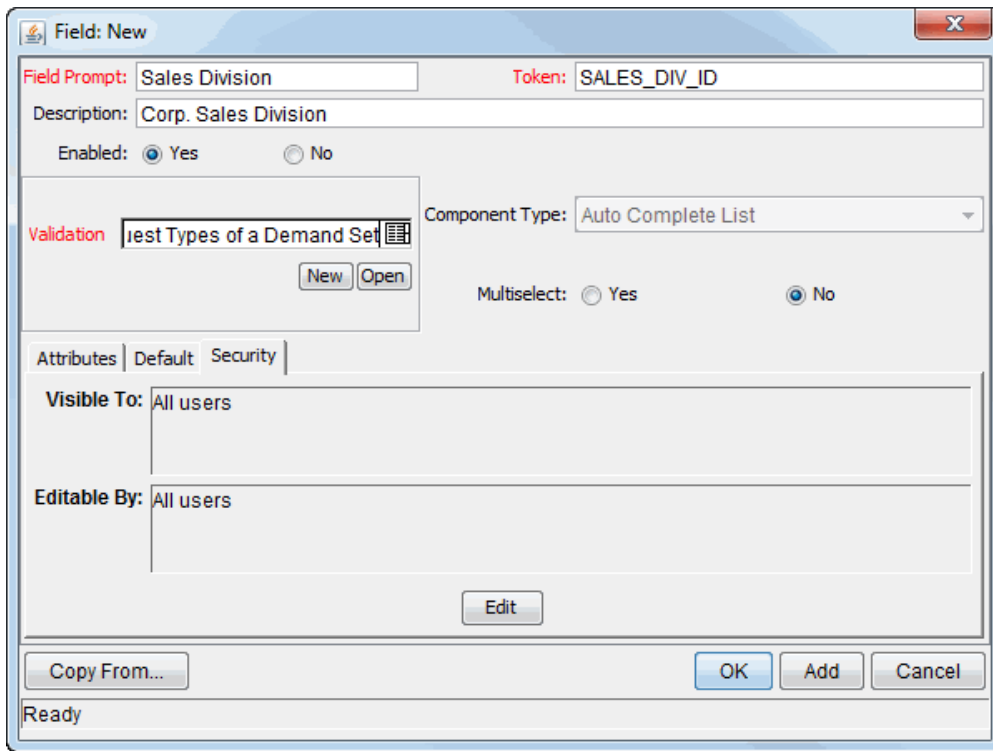 Field: New
Field Prompt: Sales Division Token: SALES_DIV_ID
Description: Corp. Sales Division
Enabled: Yes No
Component Type: Auto Complete List
Validation Types of a Demand Set
New Open
Multiselect: Yes No
Attributes Default Security
Visible To: All users
Editable By: All users
Edit
Copy From... OK Add Cancel
Ready